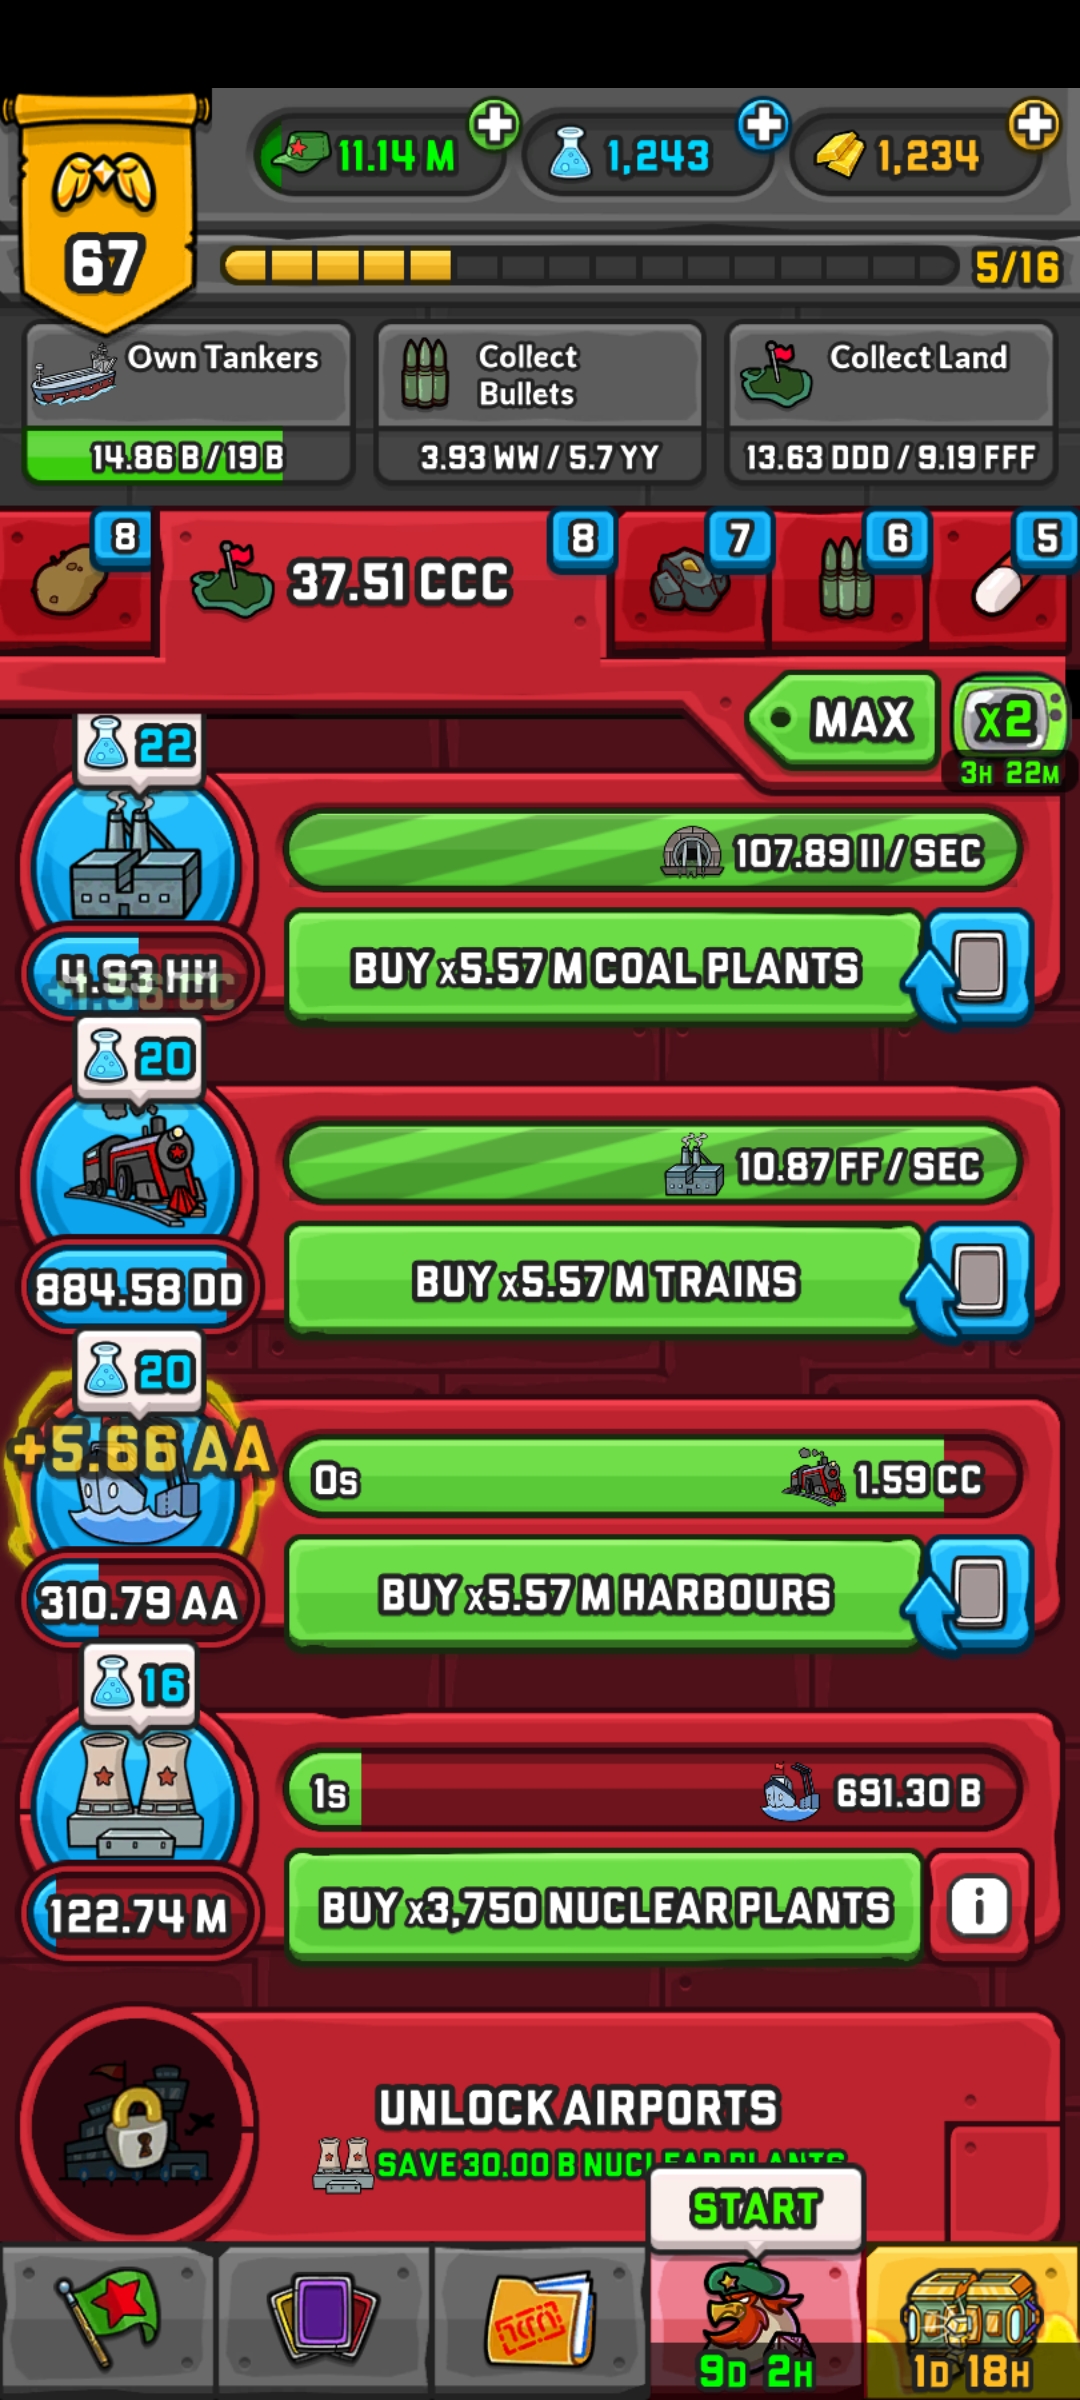 11.14 M
1,243
1,234
67
5/16
Own Tankers
14.86 B / 19 B
Collect
Bullets
3.93 WW / 5.7 YY
Collect Land
13.63 DDD / 9.19 FFF
8
37.51 CCC
8
7
6
5
MAX
x2
3H 22M
22
107.89 II / SEC
4.93 HH
BUY x5.57 M COAL PLANTS
20
10.87 FF / SEC
884.58 DD
BUY x5.57 M TRAINS
20
+5.66 AA
0s
1.59 CC
310.79 AA
BUY x5.57 M HARBOURS
16
1s
691.30 B
122.74 M
BUY x3,750 NUCLEAR PLANTS
i
UNLOCK AIRPORTS
SAVE 30.00 B NUCLEAR PLANTS
START
9D 2H
1D 18H